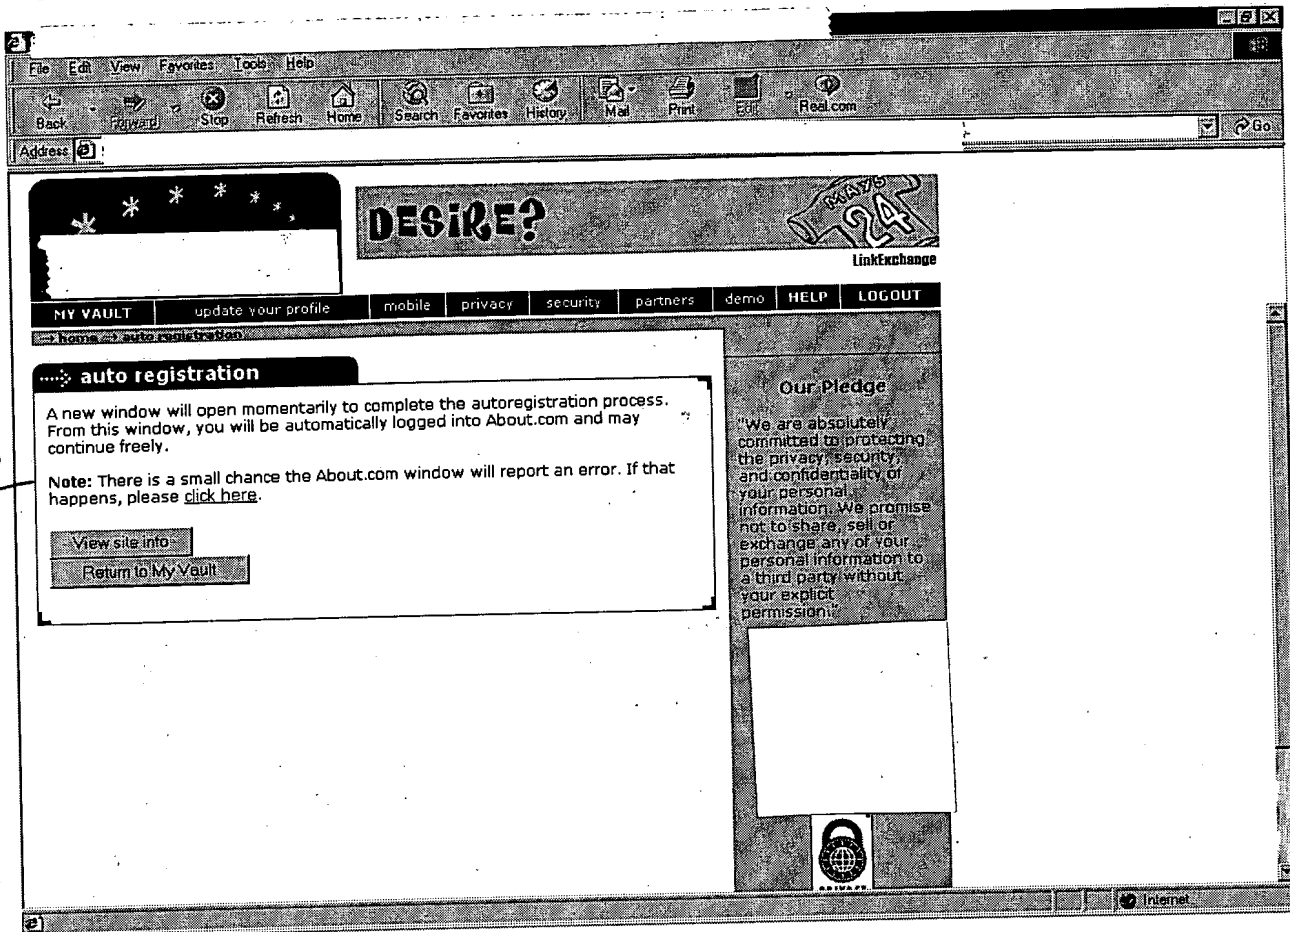 File Edit View Favorites Tools Help
Back Forward Stop Refresh Home Search Favorites History Mail Print Edit Real.com
Address Go
DESiRE?
MAYS
24
LinkExchange
MY VAULT update your profile mobile privacy security partners demo HELP LOGOUT
home auto registration
auto registration
A new window will open momentarily to complete the autoregistration process.
From this window, you will be automatically logged into About.com and may
continue freely.
Note: There is a small chance the About.com window will report an error. If that
happens, please click here.
View site info
Return to My Vault
Our Pledge
"We are absolutely
committed to protecting
the privacy, security,
and confidentiality of
your personal
information. We promise
not to share, sell or
exchange any of your
personal information to
a third party without
your explicit
permission."
Internet